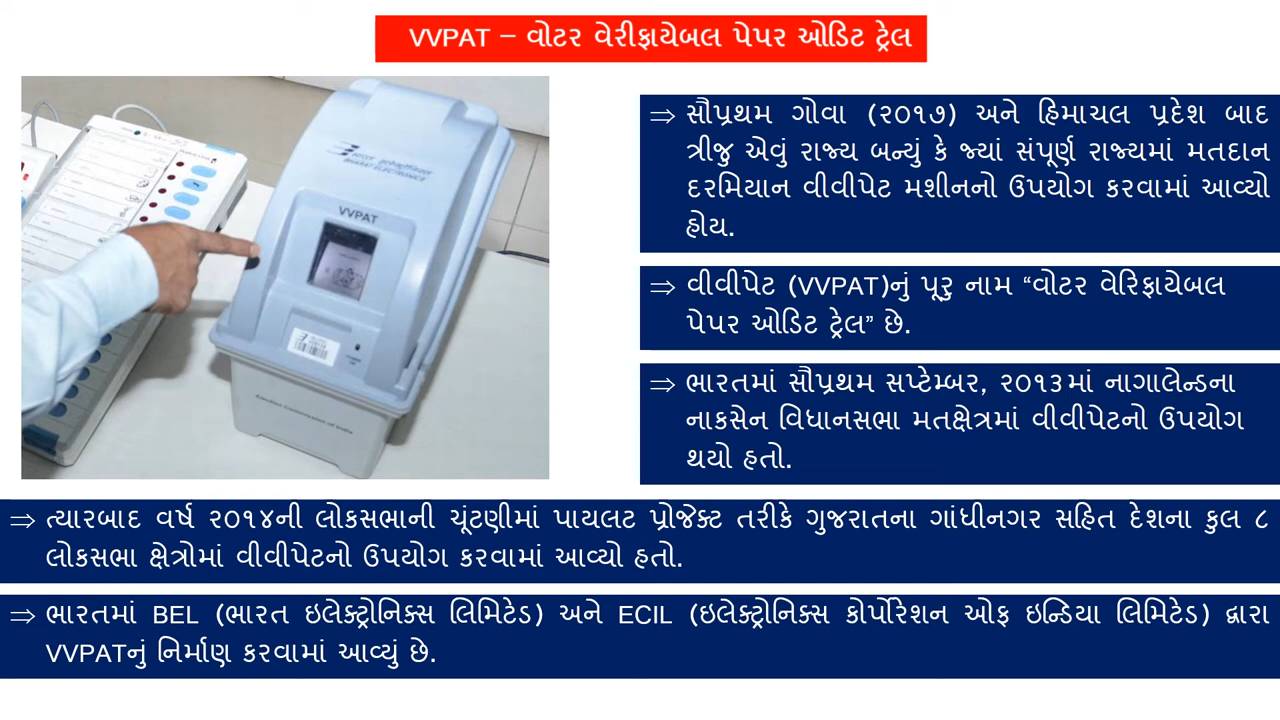 VVPAT – વોટર વેરીફાયેબલ પેપર ઓડિટ ટ્રેલ
VVPAT
⇒ સૌપ્રથમ ગોવા (૨૦૧૭) અને હિમાચલ પ્રદેશ બાદ
ત્રીજુ એવું રાજ્ય બન્યું કે જ્યાં સંપૂર્ણ રાજ્યમાં મતદાન
દરમિયાન વીવીપેટ મશીનનો ઉપયોગ કરવામાં આવ્યો
હોય.
⇒ વીવીપેટ (VVPAT)નું પૂરુ નામ “વોટર વેરિફાયેબલ
પેપર ઓડિટ ટ્રેલ” છે.
⇒ ભારતમાં સૌપ્રથમ સપ્ટેમ્બર, ૨૦૧૩માં નાગાલેન્ડના
નાકસેન વિધાનસભા મતક્ષેત્રમાં વીવીપેટનો ઉપયોગ
થયો હતો.
⇒ ત્યારબાદ વર્ષ ૨૦૧૪ની લોકસભાની ચૂંટણીમાં પાયલટ પ્રોજેક્ટ તરીકે ગુજરાતના ગાંધીનગર સહિત દેશના કુલ ૮
લોકસભા ક્ષેત્રોમાં વીવીપેટનો ઉપયોગ કરવામાં આવ્યો હતો.
⇒ ભારતમાં BEL (ભારત ઇલેક્ટ્રોનિક્સ લિમિટેડ) અને ECIL (ઇલેક્ટ્રોનિક્સ કોર્પોરેશન ઓફ ઇન્ડિયા લિમિટેડ) દ્વારા
VVPATનું નિર્માણ કરવામાં આવ્યું છે.